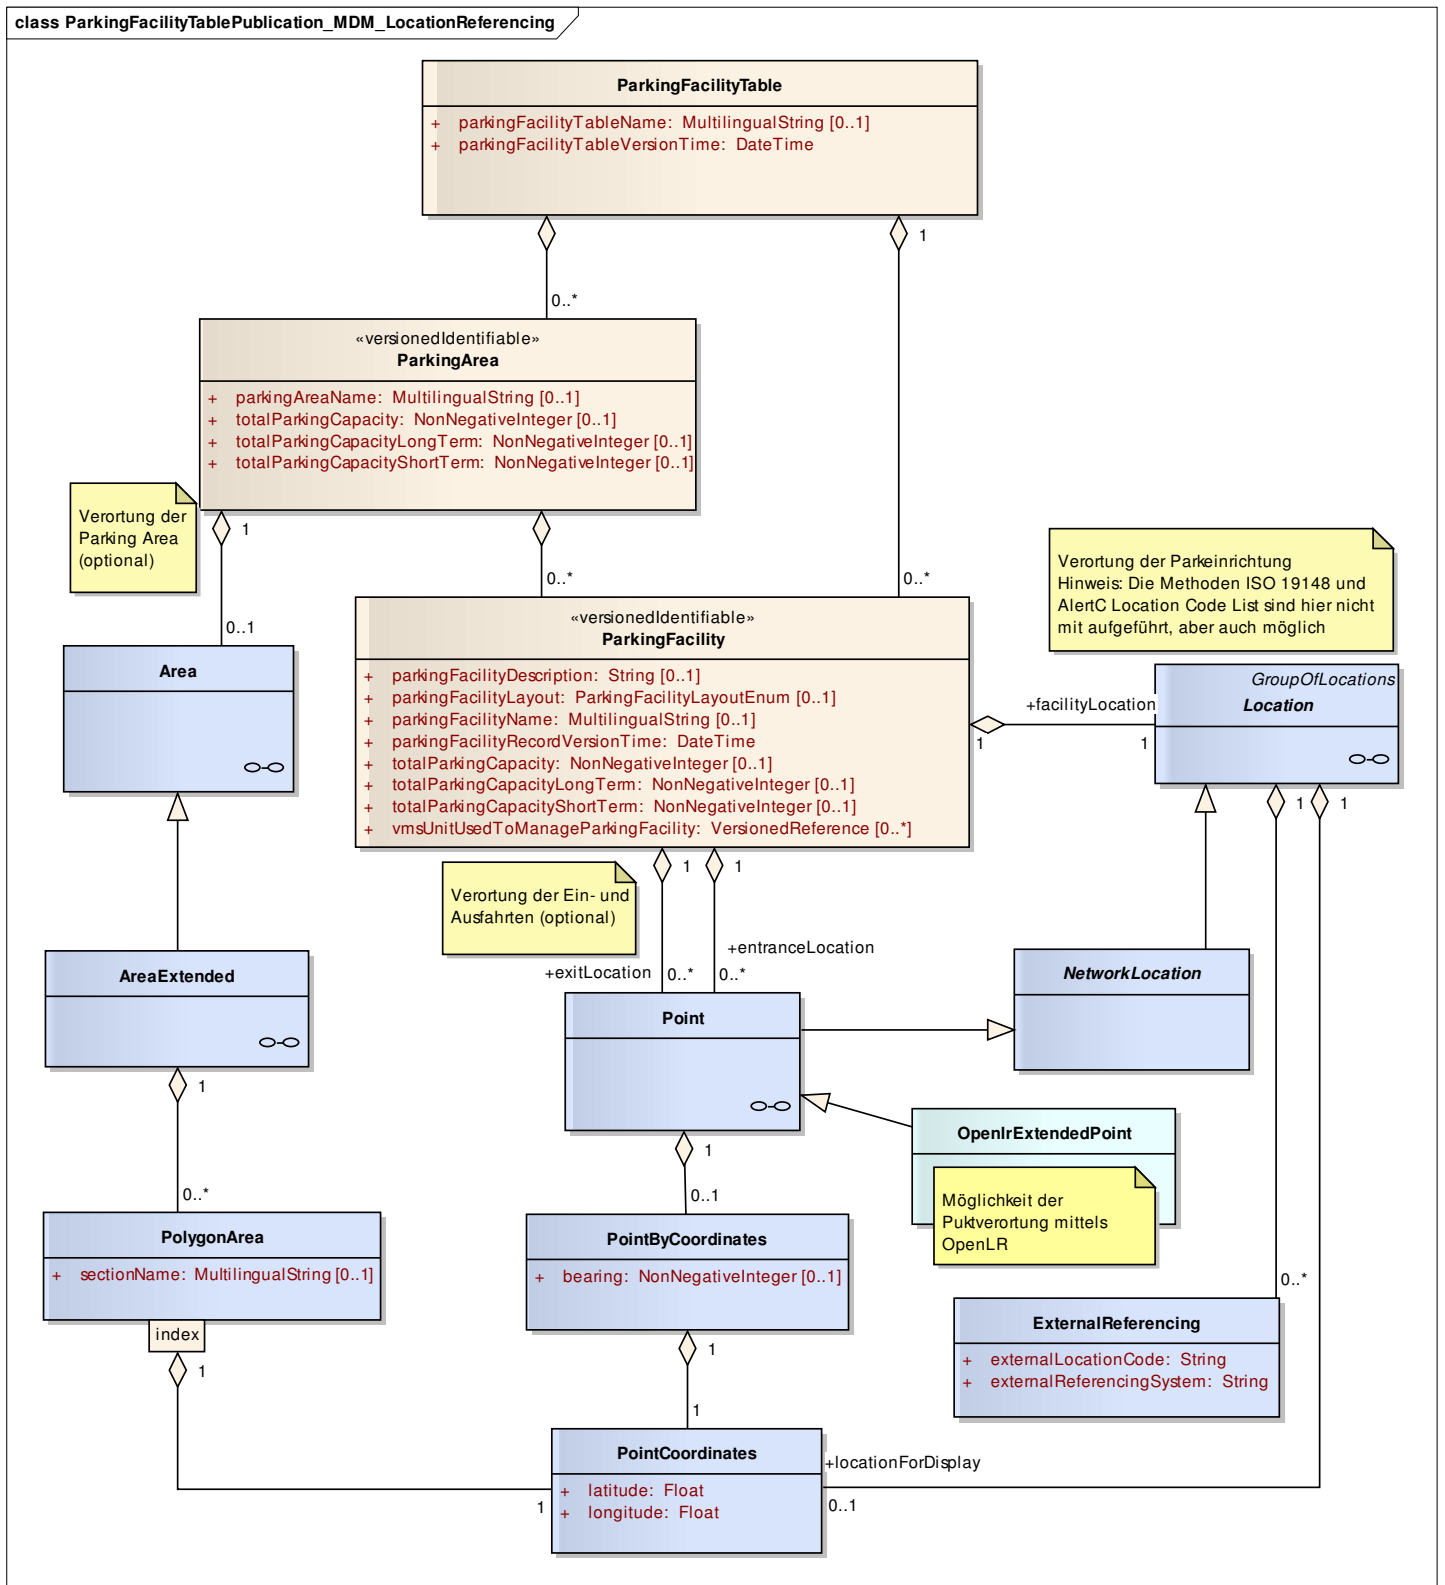 class ParkingFacilityTablePublication_MDM_LocationReferencing
ParkingFacilityTable
+ parkingFacilityTableName: MultilingualString [0..1]
+ parkingFacilityTableVersionTime: DateTime
1
0..*
«versionedIdentifiable»
ParkingArea
+ parkingAreaName: MultilingualString [0..1]
+ totalParkingCapacity: NonNegativeInteger [0..1]
+ totalParkingCapacityLongTerm: NonNegativeInteger [0..1]
+ totalParkingCapacityShortTerm: NonNegativeInteger [0..1]
Verortung der
Parking Area
(optional)
1
0..*
0..*
0..1
Verortung der Parkeinrichtung
Hinweis: Die Methoden ISO 19148 und
AlertC Location Code List sind hier nicht
mit aufgeführt, aber auch möglich
Area
«versionedIdentifiable»
ParkingFacility
+ parkingFacilityDescription: String [0..1]
+ parkingFacilityLayout: ParkingFacilityLayoutEnum [0..1]
+ parkingFacilityName: MultilingualString [0..1]
+ parkingFacilityRecordVersionTime: DateTime
+ totalParkingCapacity: NonNegativeInteger [0..1]
+ totalParkingCapacityLongTerm: NonNegativeInteger [0..1]
+ totalParkingCapacityShortTerm: NonNegativeInteger [0..1]
+ vmsUnitUsedToManageParkingFacility: VersionedReference [0..*]
+facilityLocation
1
1
GroupOfLocations
Location
1
1
Verortung der Ein- und
Ausfahrten (optional)
1
1
+entranceLocation
+exitLocation
0..*
0..*
AreaExtended
1
0..*
Point
NetworkLocation
1
0..1
OpenlrExtendedPoint
Möglichkeit der
Puktverortung mittels
OpenLR
PolygonArea
+ sectionName: MultilingualString [0..1]
index
1
PointByCoordinates
+ bearing: NonNegativeInteger [0..1]
1
1
0..*
ExternalReferencing
+ externalLocationCode: String
+ externalReferencingSystem: String
PointCoordinates
+ latitude: Float
+ longitude: Float
1
+locationForDisplay
0..1